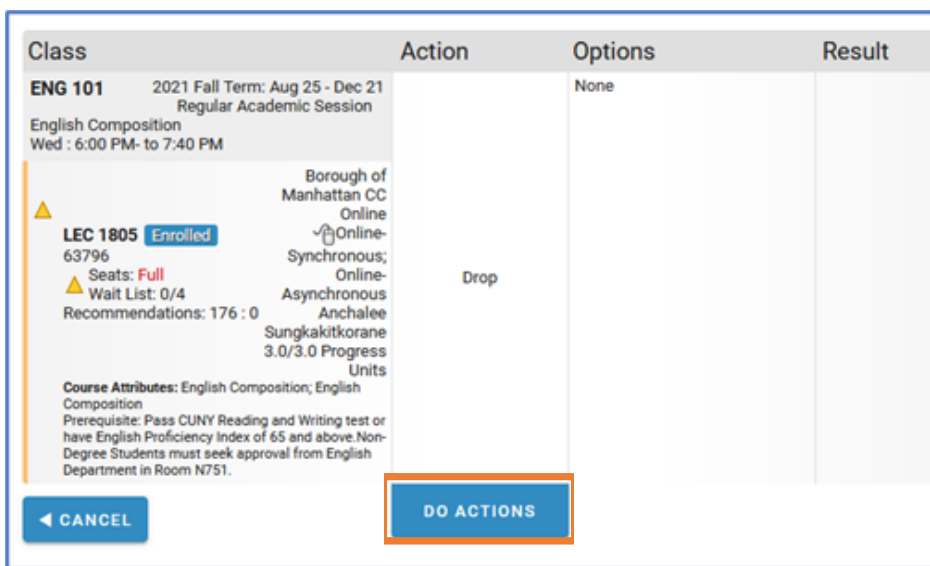 Class Action Options Result
ENG 101 2021 Fall Term: Aug 25 - Dec 21
Regular Academic Session
English Composition
Wed : 6:00 PM- to 7:40 PM
None
Borough of
Manhattan CC
Online
LEC 1805 Enrolled Online-
63796 Synchronous;
Seats: Full Online-
Wait List: 0/4 Asynchronous
Recommendations: 176 : 0 Anchalee
Sungkakitkorane
3.0/3.0 Progress
Units
Drop
Course Attributes: English Composition; English
Composition
Prerequisite: Pass CUNY Reading and Writing test or
have English Proficiency Index of 65 and above.Non-
Degree Students must seek approval from English
Department in Room N751.
CANCEL
DO ACTIONS